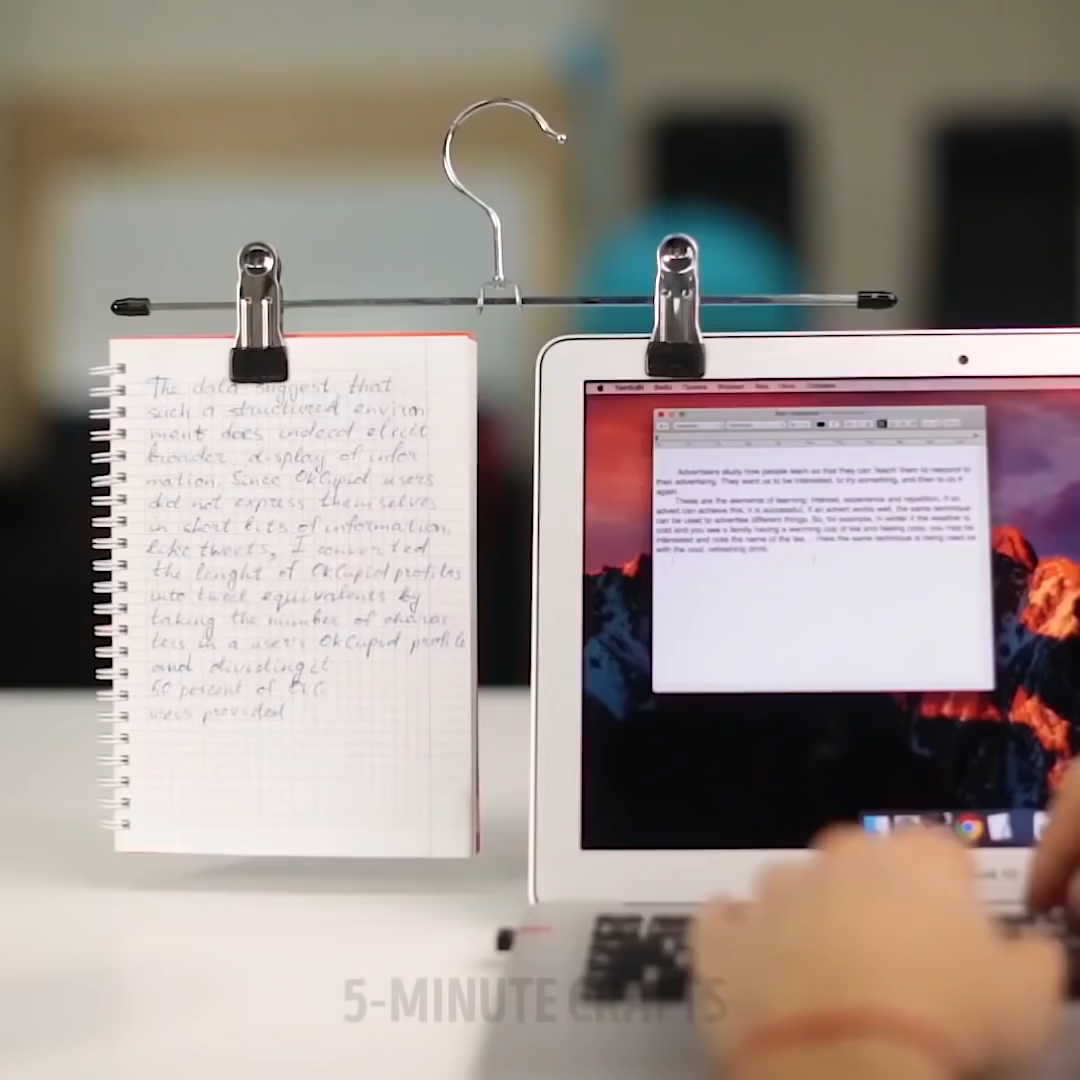 The data suggest that
such a structured environ
ment does indeed elicit
broader display of infor
mation. Since OkCupid users
did not express themselves
in short bits of information,
like tweets, I converted
the lenght of OkCupid profiles
into tweet equivalents by
taking the number of charac
ters in a user's OkCupid profile
and dividing it
50 percent of
users provided
TextEdit
Advertisers study how people learn so that they can 'teach' them to respond to
their advertising. They want us to be interested, to try something, and then to do it
again.
These are the elements of learning: interest, experience and repetition. If an
advert can achieve this, it is successful. If an advert works well, the same technique
can be used to advertise different things. So, for example, in winter if the weather is
cold and you see a family having a warming cup of tea and feeling cosy, you may be
interested and note the name of the tea ... Here the same technique is being used as
with the cool, refreshing drink.
5-MINUTE CRAFTS